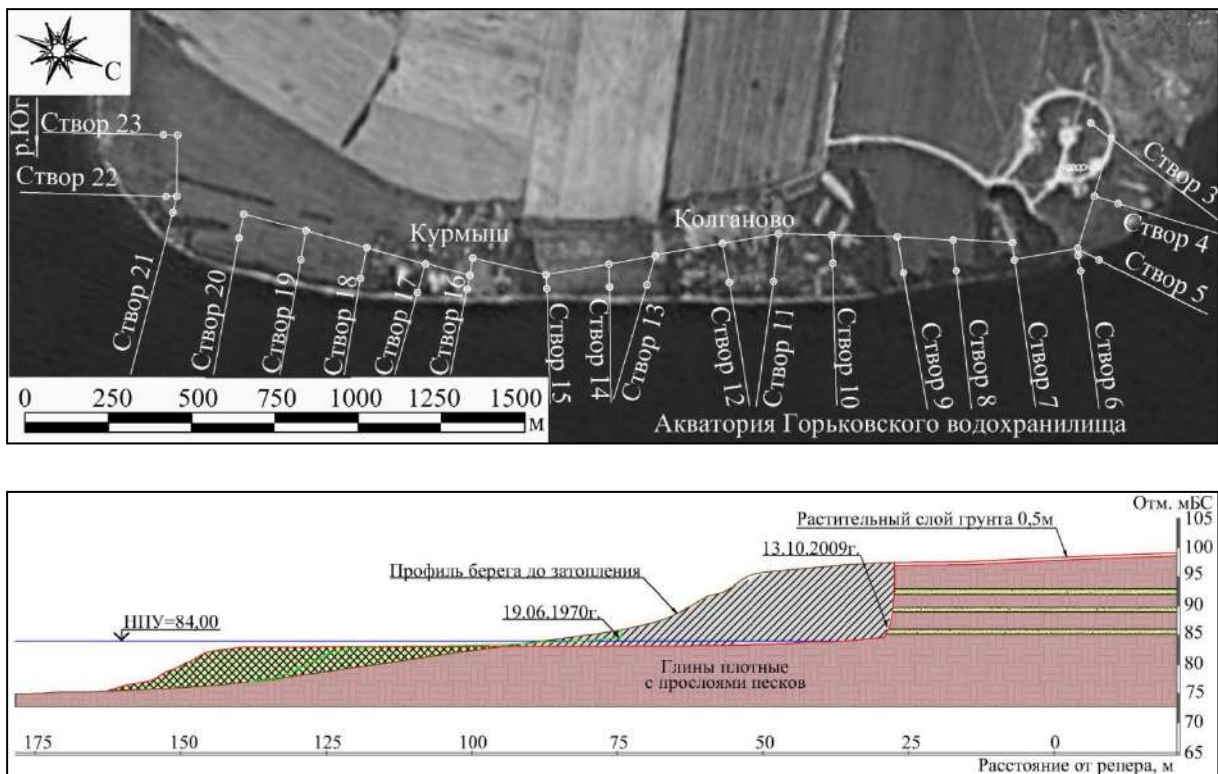 С
р.Юг
Створ 23
Створ 22
Створ 21
Створ 20
Створ 19
Створ 18
Створ 17
Створ 16
Створ 15
Створ 14
Створ 13
Створ 12
Створ 11
Створ 10
Створ 9
Створ 8
Створ 7
Створ 6
Створ 5
Створ 4
Створ 3
Курмыш
Колганово
0 250 500 750 1000 1250 1500
м
Акватория Горьковского водохранилища
Отм. мБС
Растительный слой грунта 0,5м
13.10.2009г.
Профиль берега до затопления
19.06.1970г.
НПУ=84,00
Глины плотные
с прослоями песков
105
100
95
90
85
80
75
70
65
175 150 125 100 75 50 25 0
Расстояние от репера, м